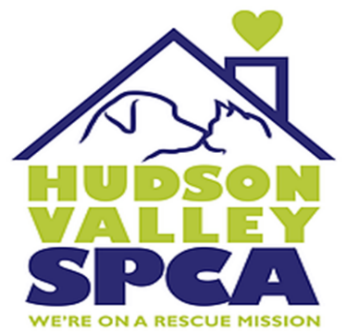 HUDSON
VALLEY
SPCA
WE'RE ON A RESCUE MISSION